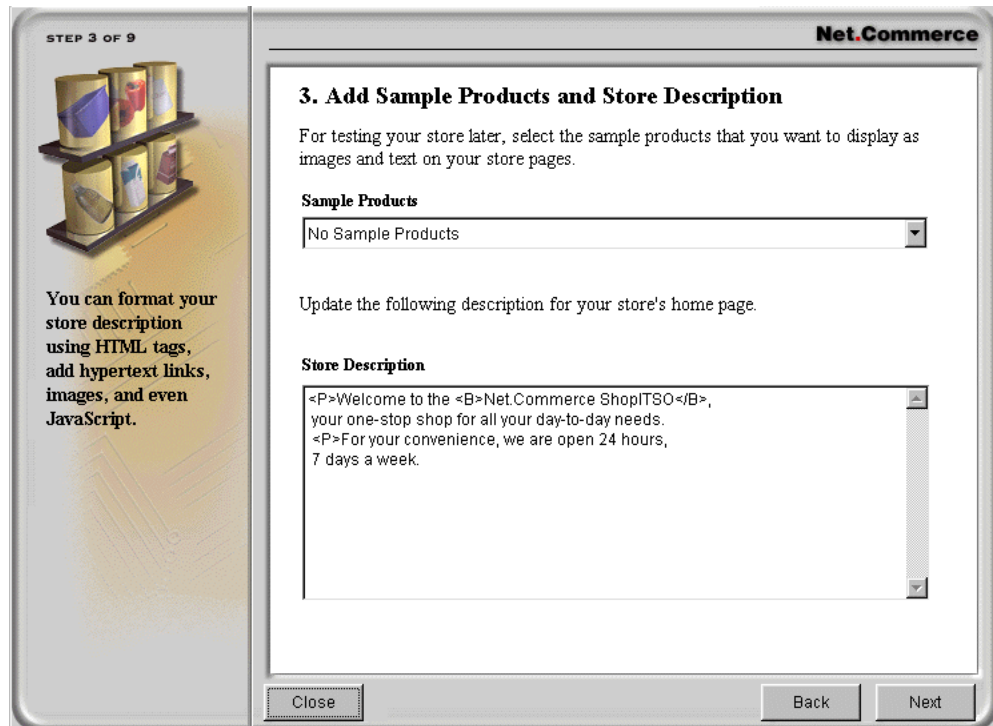 STEP 3 OF 9
Net.Commerce
You can format your
store description
using HTML tags,
add hypertext links,
images, and even
JavaScript.
3. Add Sample Products and Store Description
For testing your store later, select the sample products that you want to display as
images and text on your store pages.
Sample Products
No Sample Products
Update the following description for your store's home page.
Store Description
<P>Welcome to the <B>Net.Commerce ShopITSO</B>,
your one-stop shop for all your day-to-day needs.
<P>For your convenience, we are open 24 hours,
7 days a week.
Close
Back
Next